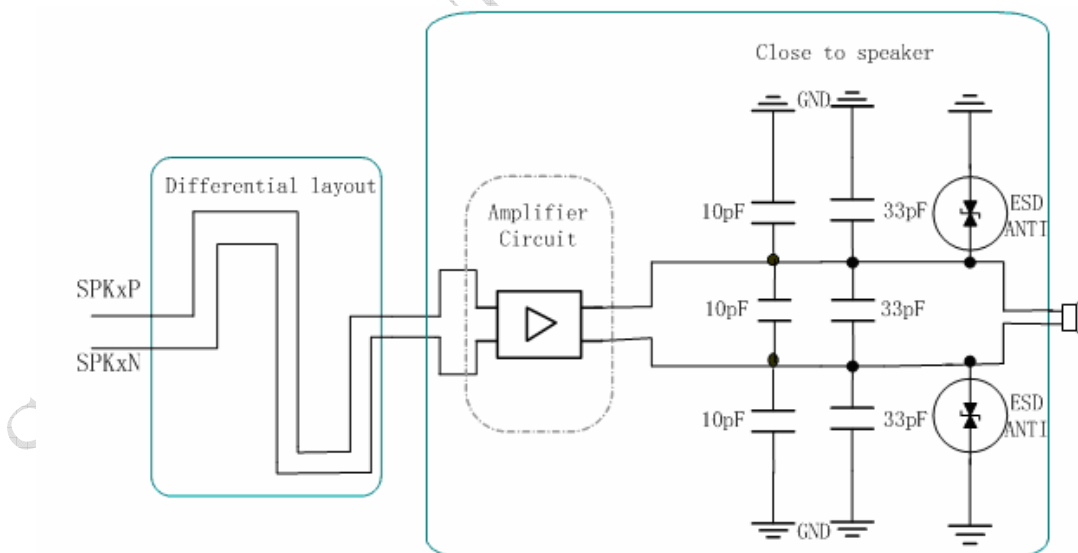 Close to speaker
GND
Differential layout
Amplifier
Circuit
10pF
33pF
ESD
ANTI
SPKxP
10pF
33pF
SPKxN
10pF
33pF
ESD
ANTI
GND